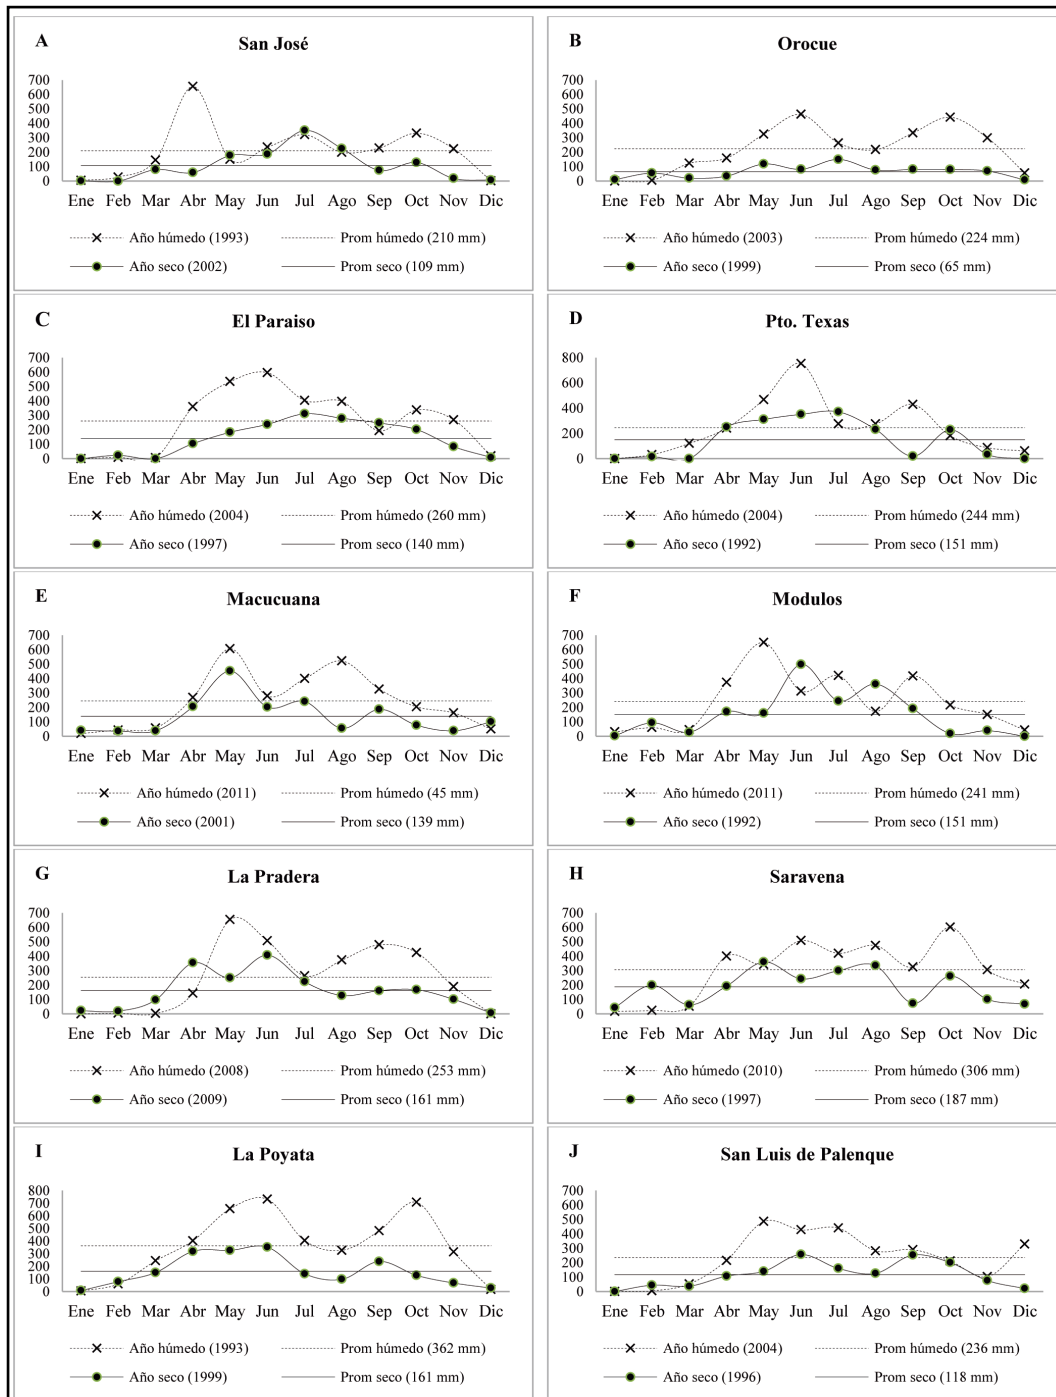 A
San José
700
600
500
400
300
200
100
0
Ene Feb Mar Abr May Jun Jul Ago Sep Oct Nov Dic
Año húmedo (1993) Prom húmedo (210 mm)
Año seco (2002) Prom seco (109 mm)
B
Orocue
700
600
500
400
300
200
100
0
Ene Feb Mar Abr May Jun Jul Ago Sep Oct Nov Dic
Año húmedo (2003) Prom húmedo (224 mm)
Año seco (1999) Prom seco (65 mm)
C
El Paraiso
700
600
500
400
300
200
100
0
Ene Feb Mar Abr May Jun Jul Ago Sep Oct Nov Dic
Año húmedo (2004) Prom húmedo (260 mm)
Año seco (1997) Prom seco (140 mm)
D
Pto. Texas
800
600
400
200
0
Ene Feb Mar Abr May Jun Jul Ago Sep Oct Nov Dic
Año húmedo (2004) Prom húmedo (244 mm)
Año seco (1992) Prom seco (151 mm)
E
Macucuana
700
600
500
400
300
200
100
0
Ene Feb Mar Abr May Jun Jul Ago Sep Oct Nov Dic
Año húmedo (2011) Prom húmedo (45 mm)
Año seco (2001) Prom seco (139 mm)
F
Modulos
700
600
500
400
300
200
100
0
Ene Feb Mar Abr May Jun Jul Ago Sep Oct Nov Dic
Año húmedo (2011) Prom húmedo (241 mm)
Año seco (1992) Prom seco (151 mm)
G
La Pradera
700
600
500
400
300
200
100
0
Ene Feb Mar Abr May Jun Jul Ago Sep Oct Nov Dic
Año húmedo (2008) Prom húmedo (253 mm)
Año seco (2009) Prom seco (161 mm)
H
Saravena
700
600
500
400
300
200
100
0
Ene Feb Mar Abr May Jun Jul Ago Sep Oct Nov Dic
Año húmedo (2010) Prom húmedo (306 mm)
Año seco (1997) Prom seco (187 mm)
I
La Poyata
800
700
600
500
400
300
200
100
0
Ene Feb Mar Abr May Jun Jul Ago Sep Oct Nov Dic
Año húmedo (1993) Prom húmedo (362 mm)
Año seco (1999) Prom seco (161 mm)
J
San Luis de Palenque
700
600
500
400
300
200
100
0
Ene Feb Mar Abr May Jun Jul Ago Sep Oct Nov Dic
Año húmedo (2004) Prom húmedo (236 mm)
Año seco (1996) Prom seco (118 mm)